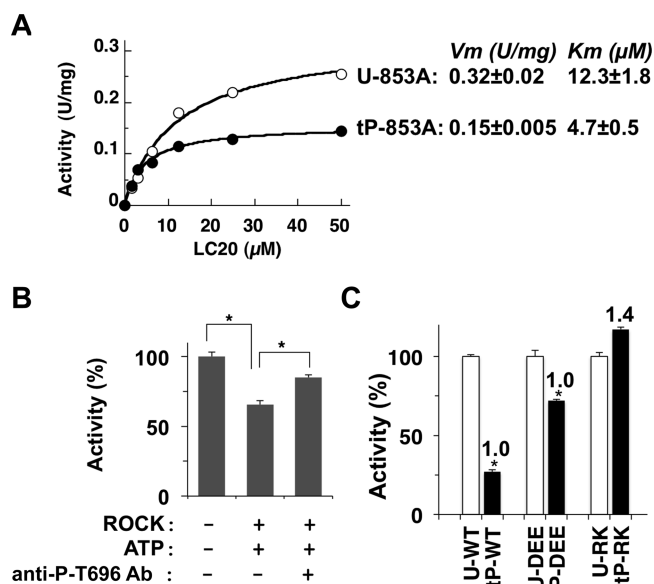 A
Vm (U/mg) Km (µM)
U-853A: 0.32±0.02 12.3±1.8
tP-853A: 0.15±0.005 4.7±0.5
Activity (U/mg)
0.3
0.2
0.1
0
0 10 20 30 40 50
LC20 (µM)
B
* *
Activity (%)
100
75
50
0
ROCK : – + +
ATP : – + +
anti-P-T696 Ab : – – +
C
Activity (%)
100
50
25
0
1.0 * 1.0 * 1.4
U-WT
tP-WT
U-DEE
P-DEE
U-RK
tP-RK